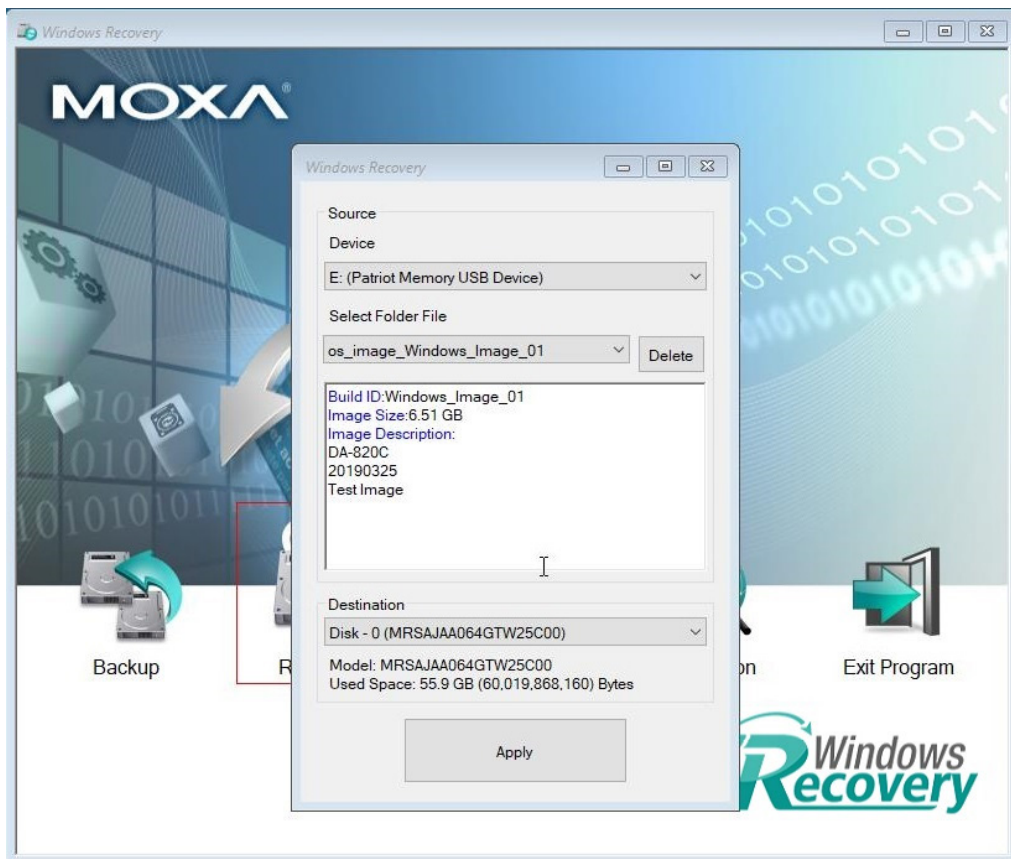 Windows Recovery
MOXA®
Windows Recovery
Source
Device
E: (Patriot Memory USB Device)
Select Folder File
os_image_Windows_Image_01
Delete
Build ID:Windows_Image_01
Image Size:6.51 GB
Image Description:
DA-820C
20190325
Test Image
Destination
Disk - 0 (MRSAJAA064GTW25C00)
Model: MRSAJAA064GTW25C00
Used Space: 55.9 GB (60,019,868,160) Bytes
Apply
Backup
Exit Program
Windows
Recovery